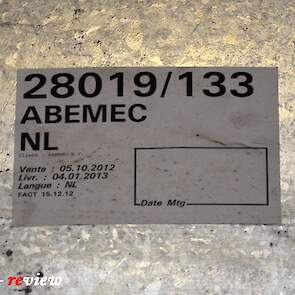 28019/133
ABEMEC
NL
Vente : 05.10.2012
Livr. : 04.01.2013
Langue : NL
FACT 15.12.12
Date Mtg
review